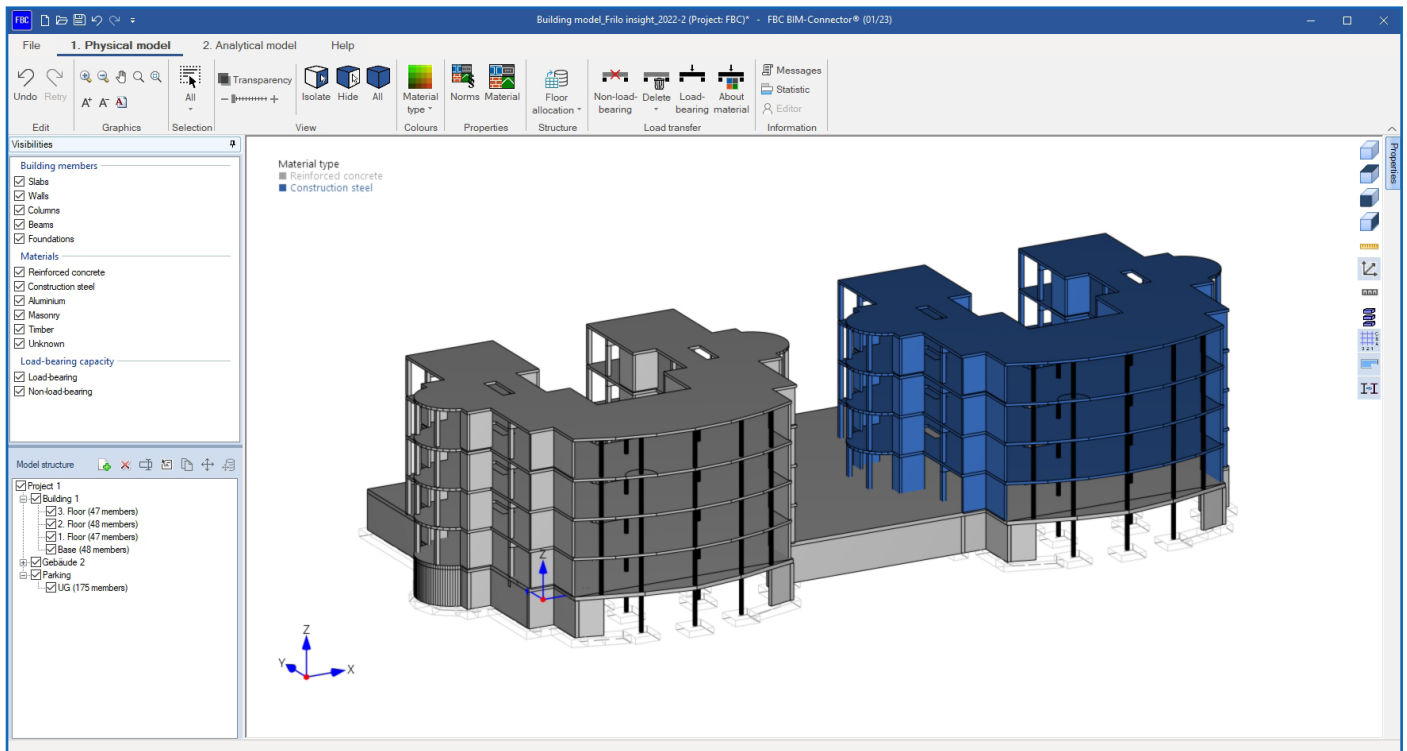 FBC
Building model_Frilo insight_2022-2 (Project: FBC)* - FBC BIM-Connector® (01/23)
File 1. Physical model 2. Analytical model Help
Undo Retry
Edit
A+ A- A
Graphics
All
Selection
Transparency
Isolate Hide All
View
Material type
Colours
Norms Material
Properties
Floor allocation
Structure
Non-load-bearing Delete Load-bearing About material
Load transfer
Messages
Statistic
Editor
Information
Visibilities
Building members
Slabs
Walls
Columns
Beams
Foundations
Materials
Reinforced concrete
Construction steel
Aluminium
Masonry
Timber
Unknown
Load-bearing capacity
Load-bearing
Non-load-bearing
Model structure
Project 1
Building 1
3. Floor (47 members)
2. Floor (48 members)
1. Floor (47 members)
Base (48 members)
Gebäude 2
Parking
UG (175 members)
Material type
Reinforced concrete
Construction steel
Z
Z
Y
X
Properties